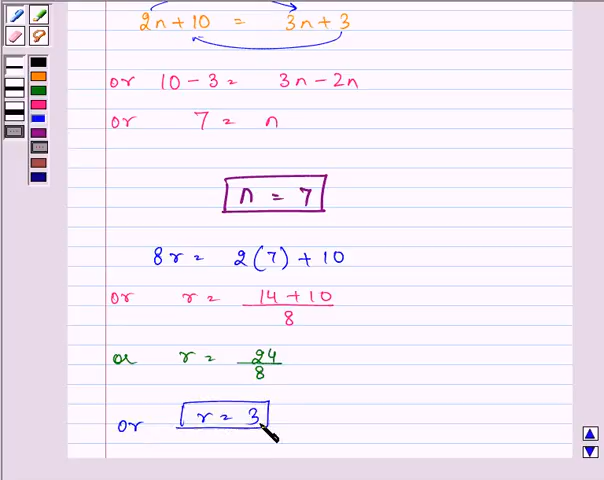 2n + 10 = 3n + 3
or 10 - 3 = 3n - 2n
or 7 = n
n = 7
8r = 2(7) + 10
or r = 14 + 10 / 8
or r = 24 / 8
or r = 3